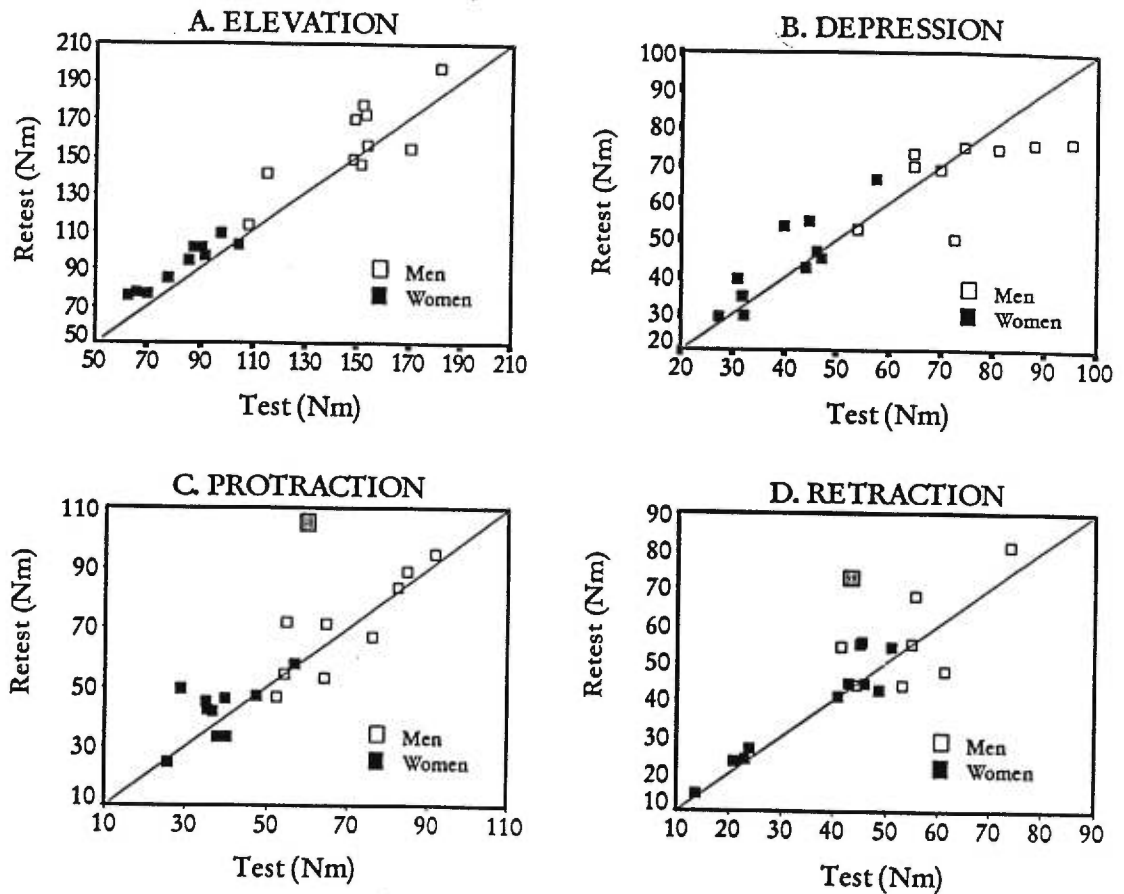 A. ELEVATION
210
190
170
150
130
110
90
70
50
Retest (Nm)
Men
Women
50 70 90 110 130 150 170 190 210
Test (Nm)
B. DEPRESSION
100
90
80
70
60
50
40
30
20
Retest (Nm)
Men
Women
20 30 40 50 60 70 80 90 100
Test (Nm)
C. PROTRACTION
110
90
70
50
30
10
Retest (Nm)
Men
Women
10 30 50 70 90 110
Test (Nm)
D. RETRACTION
90
80
70
60
50
40
30
20
10
Retest (Nm)
Men
Women
10 20 30 40 50 60 70 80 90
Test (Nm)